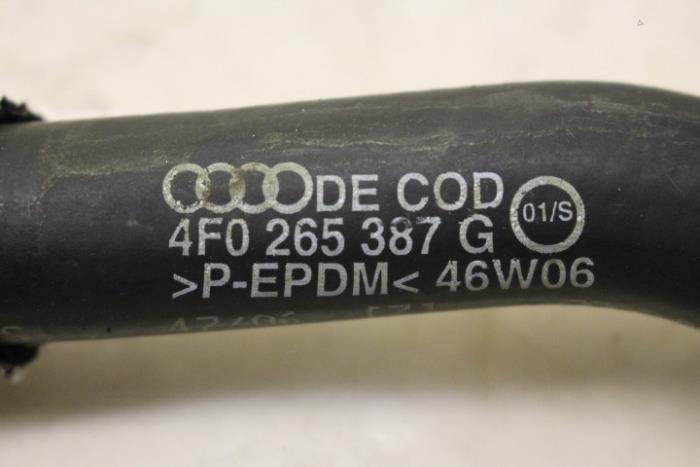 DE COD
4F0 265 387 G 01/S
>P-EPDM< 46W06